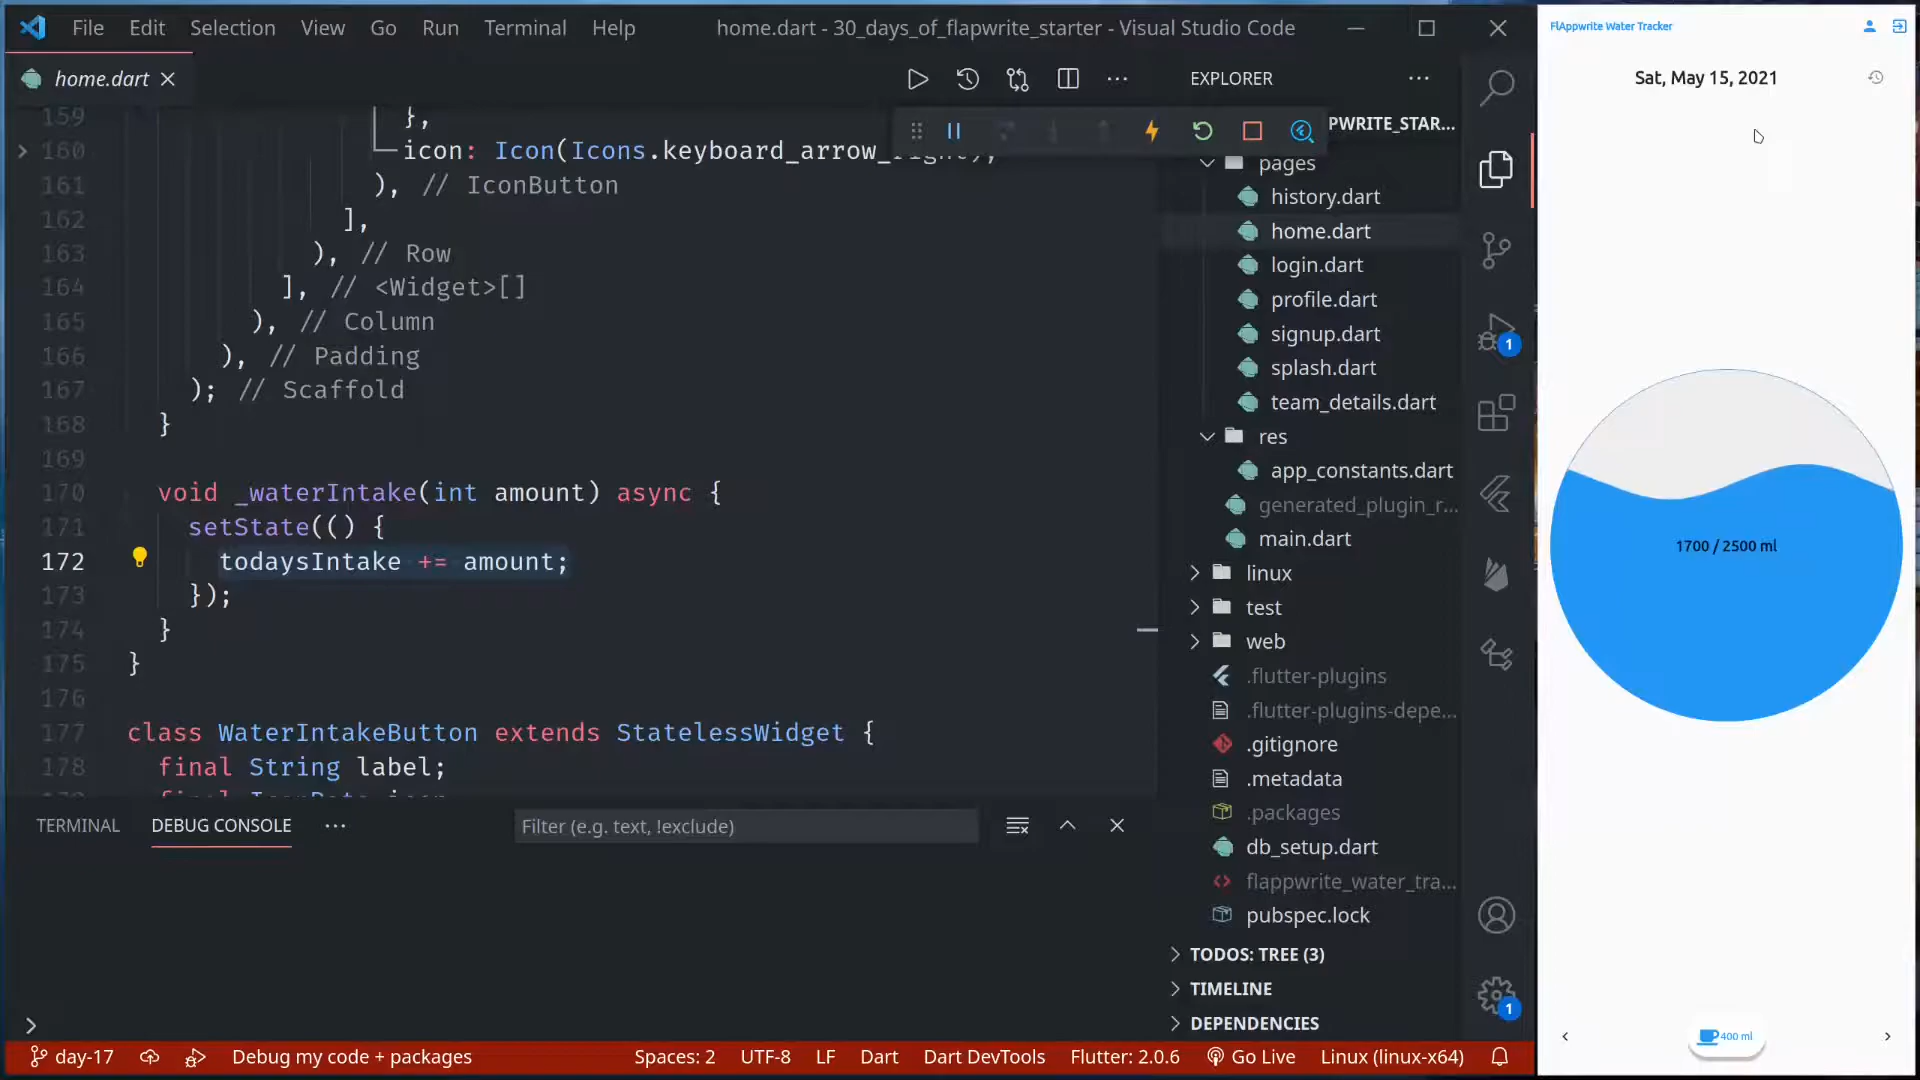 File Edit Selection View Go Run Terminal Help
home.dart - 30_days_of_flapwrite_starter - Visual Studio Code
home.dart
159 },
160 icon: Icon(Icons.keyboard_arrow_right),
161 ), // IconButton
162 ],
163 ), // Row
164 ], // <Widget>[]
165 ), // Column
166 ), // Padding
167 ); // Scaffold
168 }
169
170 void _waterIntake(int amount) async {
171 setState(() {
172 todaysIntake += amount;
173 });
174 }
175 }
176
177 class WaterIntakeButton extends StatelessWidget {
178 final String label;
TERMINAL DEBUG CONSOLE
Filter (e.g. text, !exclude)
EXPLORER
PWRITE_STAR...
pages
history.dart
home.dart
login.dart
profile.dart
signup.dart
splash.dart
team_details.dart
res
app_constants.dart
generated_plugin_r...
main.dart
linux
test
web
.flutter-plugins
.flutter-plugins-depe...
.gitignore
.metadata
.packages
db_setup.dart
flappwrite_water_tra...
pubspec.lock
TODOS: TREE (3)
TIMELINE
DEPENDENCIES
1
1
day-17 Debug my code + packages Spaces: 2 UTF-8 LF Dart Dart DevTools Flutter: 2.0.6 Go Live Linux (linux-x64)
FlAppwrite Water Tracker
Sat, May 15, 2021
1700 / 2500 ml
400 ml